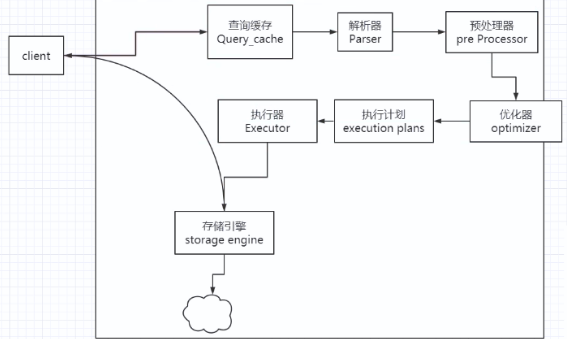 client
查询缓存
Query_cache
解析器
Parser
预处理器
pre Processor
优化器
optimizer
执行计划
execution plans
执行器
Executor
存储引擎
storage engine